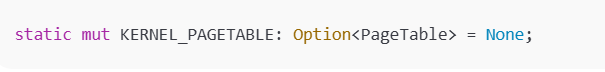 static mut KERNEL_PAGETABLE: Option<PageTable> = None;